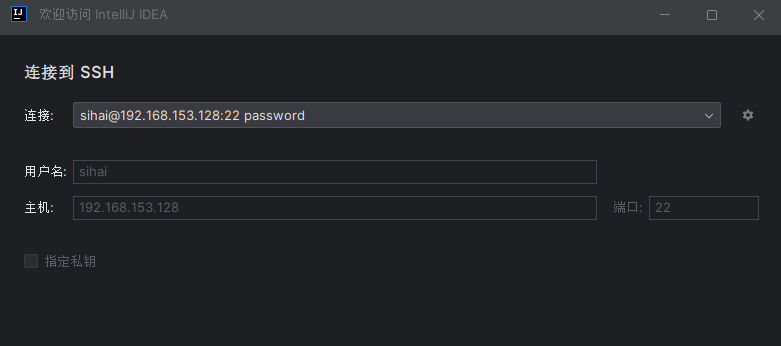 IJ 欢迎访问 IntelliJ IDEA
连接到 SSH
连接: sihai@192.168.153.128:22 password
用户名: sihai
主机: 192.168.153.128 端口: 22
指定私钥